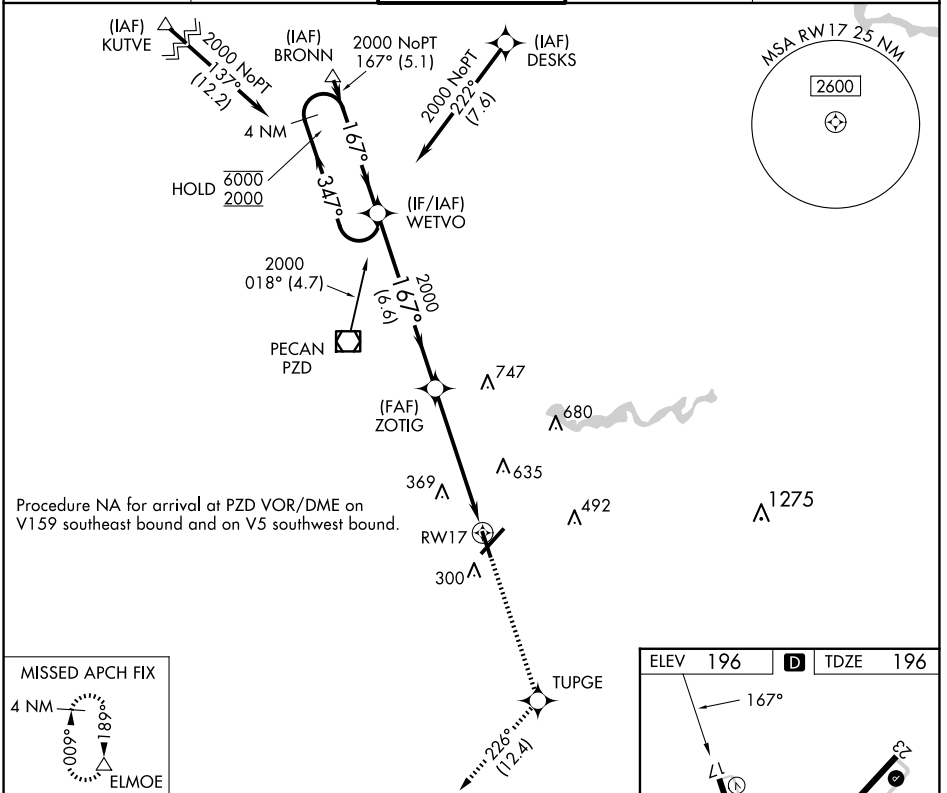 (IAF)
KUTVE
2000 NoPT
137°
(12.2)
(IAF)
BRONN
2000 NoPT
167° (5.1)
(IAF)
DESKS
2000 NoPT
222°
(7.6)
MSA RW17 25 NM
2600
4 NM
167°
347°
HOLD
6000
2000
(IF/IAF)
WETVO
2000
018° (4.7)
2000
167°
(6.6)
PECAN
PZD
(FAF)
ZOTIG
747
680
635
369
492
1275
Procedure NA for arrival at PZD VOR/DME on
V159 southeast bound and on V5 southwest bound.
RW17
300
MISSED APCH FIX
4 NM
009°
189°
ELMOE
TUPGE
226°
(12.4)
ELEV 196
D
TDZE 196
167°
17
23
P
A